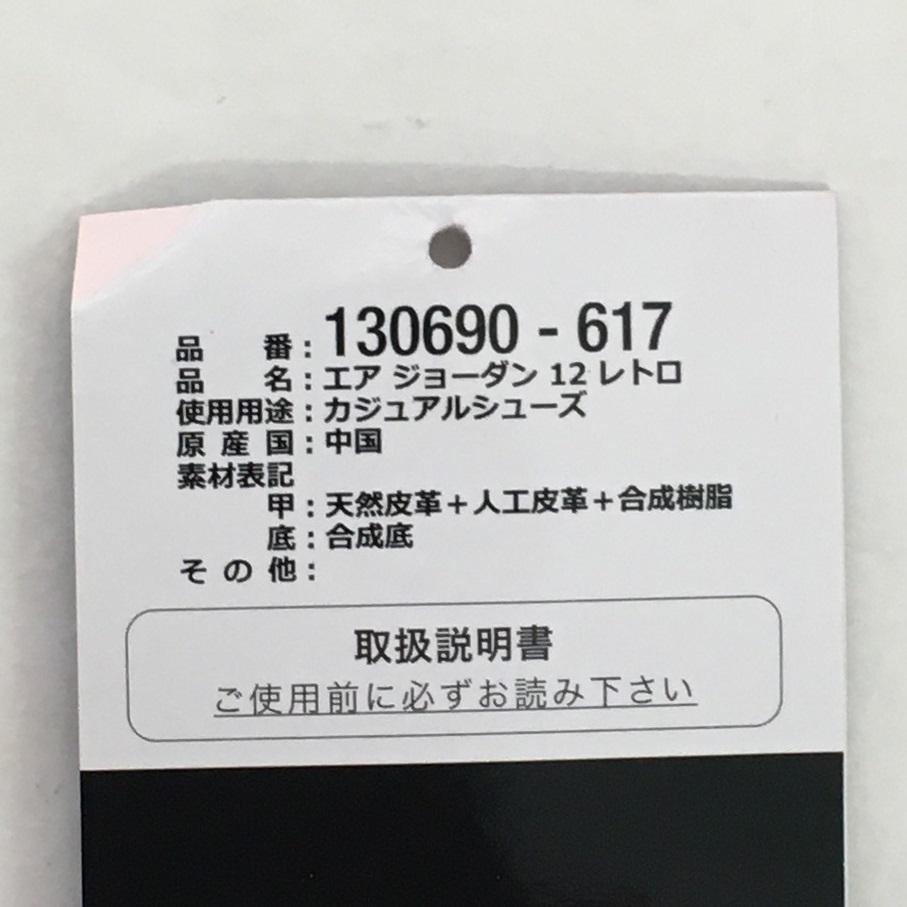 品番：130690 - 617
品名：エア ジョーダン 12 レトロ
使用用途：カジュアルシューズ
原産国：中国
素材表記
甲：天然皮革＋人工皮革＋合成樹脂
底：合成底
その他：
取扱説明書
ご使用前に必ずお読み下さい